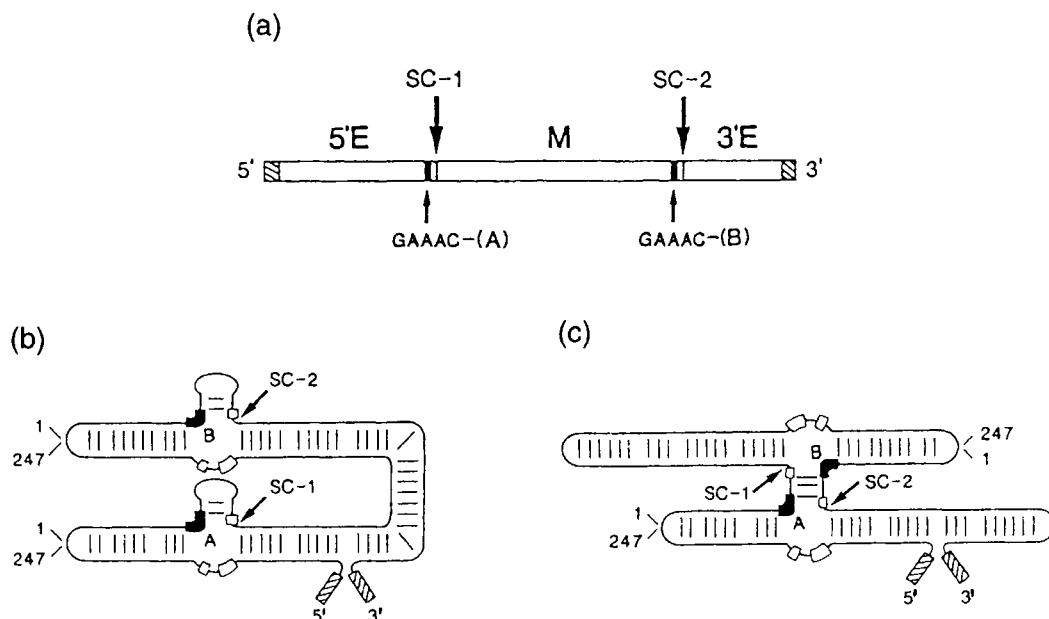 (a)
SC-1 SC-2
5'E M 3'E
5' 3'
GAAAC-(A) GAAAC-(B)
(b)
SC-2
1
B
247
SC-1
1
A
247
5' 3'
(c)
247
B
1
SC-1 SC-2
1
A
247
5' 3'